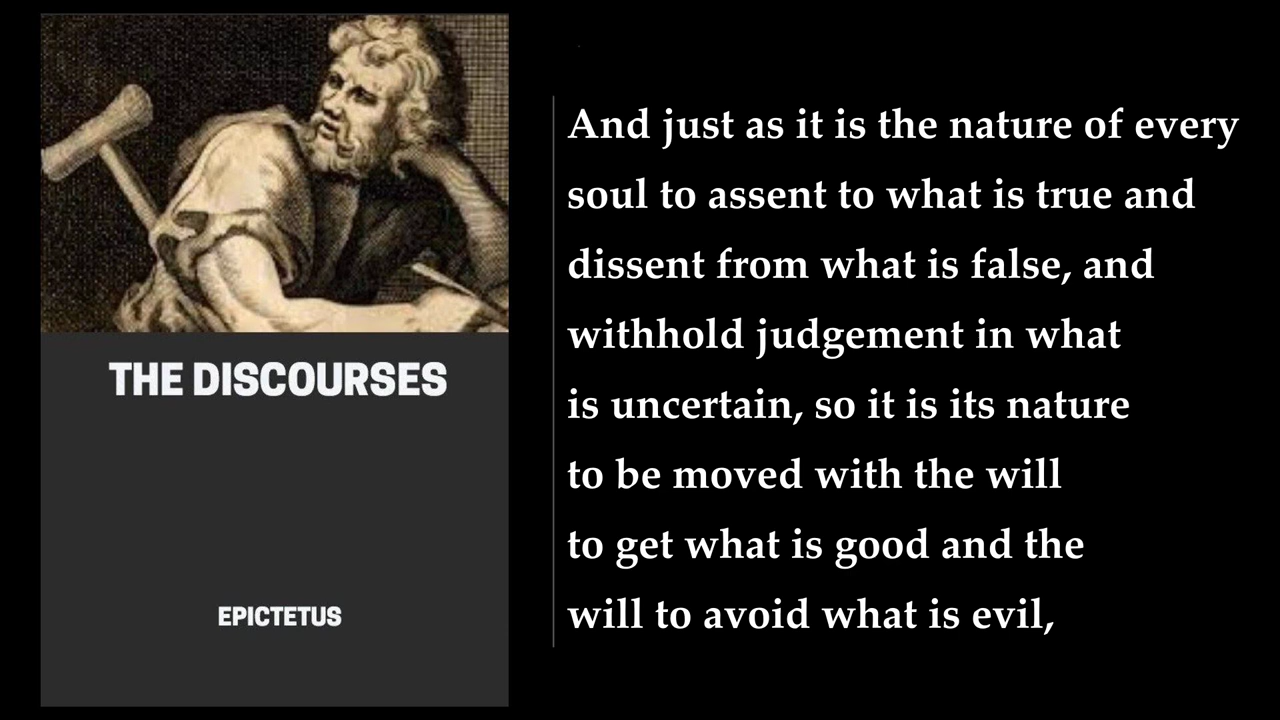 THE DISCOURSES
EPICTETUS
And just as it is the nature of every
soul to assent to what is true and
dissent from what is false, and
withhold judgement in what
is uncertain, so it is its nature
to be moved with the will
to get what is good and the
will to avoid what is evil,